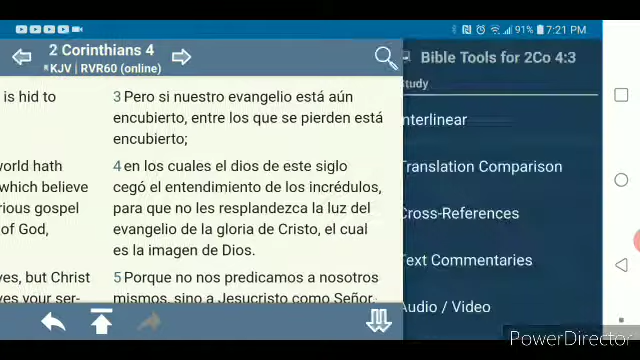 91% 7:21 PM
2 Corinthians 4
KJV | RVR60 (online)
is hid to
world hath
which believe
rious gospel
of God,
ves, but Christ
ves your ser-
3 Pero si nuestro evangelio está aún
encubierto, entre los que se pierden está
encubierto;
4 en los cuales el dios de este siglo
cegó el entendimiento de los incrédulos,
para que no les resplandezca la luz del
evangelio de la gloria de Cristo, el cual
es la imagen de Dios.
5 Porque no nos predicamos a nosotros
mismos, sino a Jesucristo como Señor,
Bible Tools for 2Co 4:3
Study
Interlinear
Translation Comparison
Cross-References
Text Commentaries
Audio / Video
PowerDirector